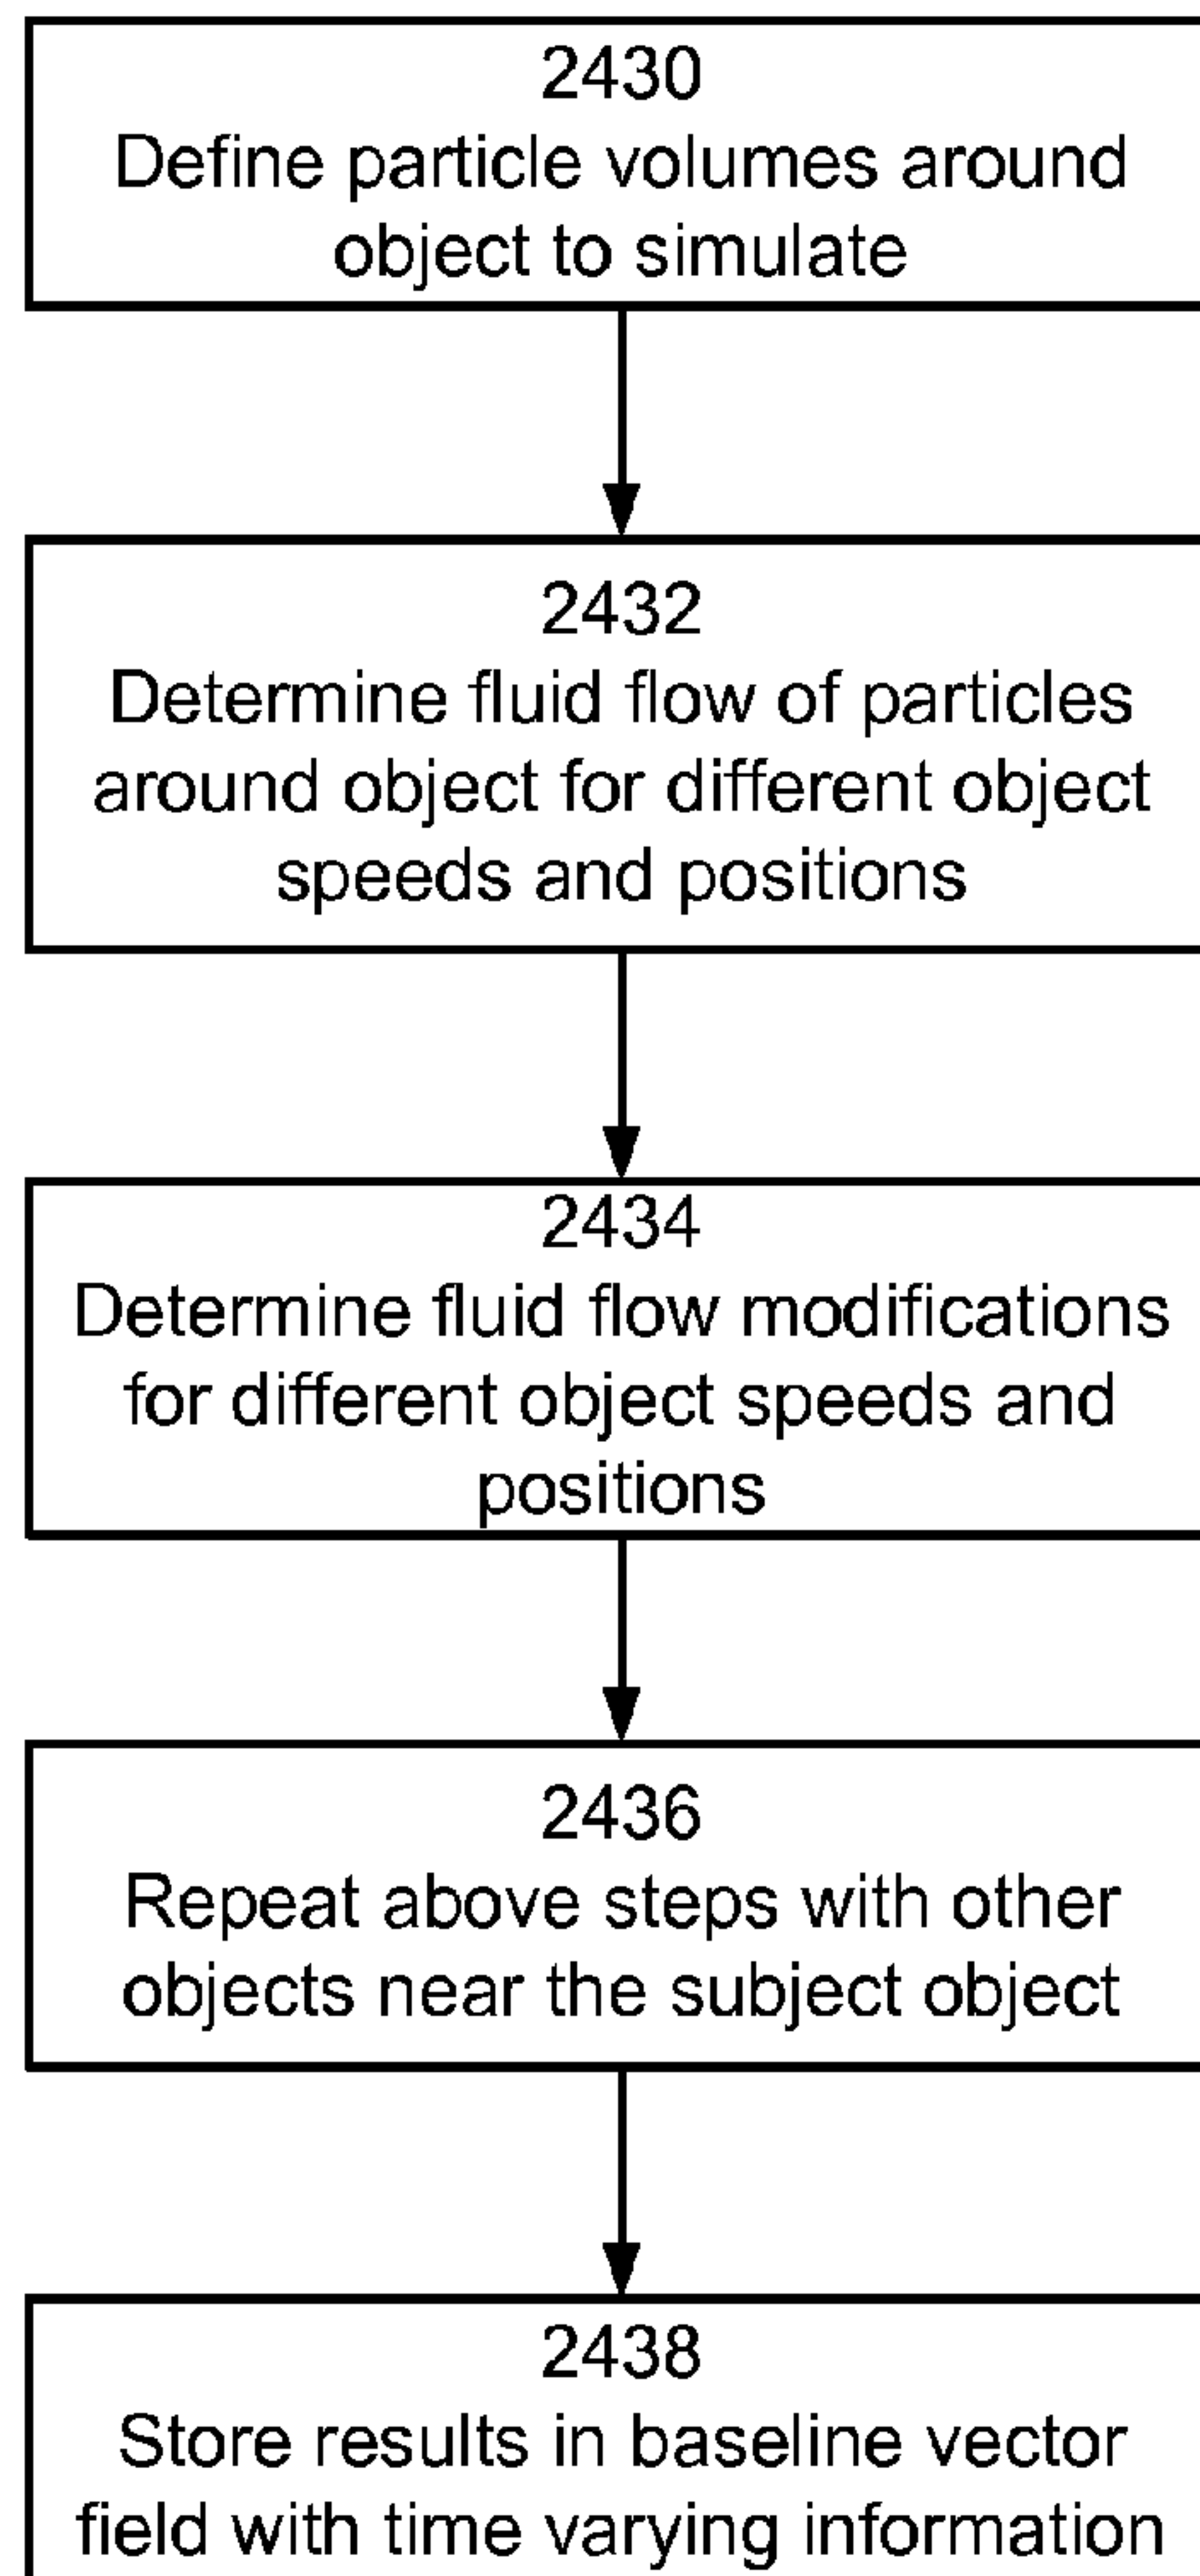 2430
Define particle volumes around
object to simulate
2432
Determine fluid flow of particles
around object for different object
speeds and positions
2434
Determine fluid flow modifications
for different object speeds and
positions
2436
Repeat above steps with other
objects near the subject object
2438
Store results in baseline vector
field with time varying information